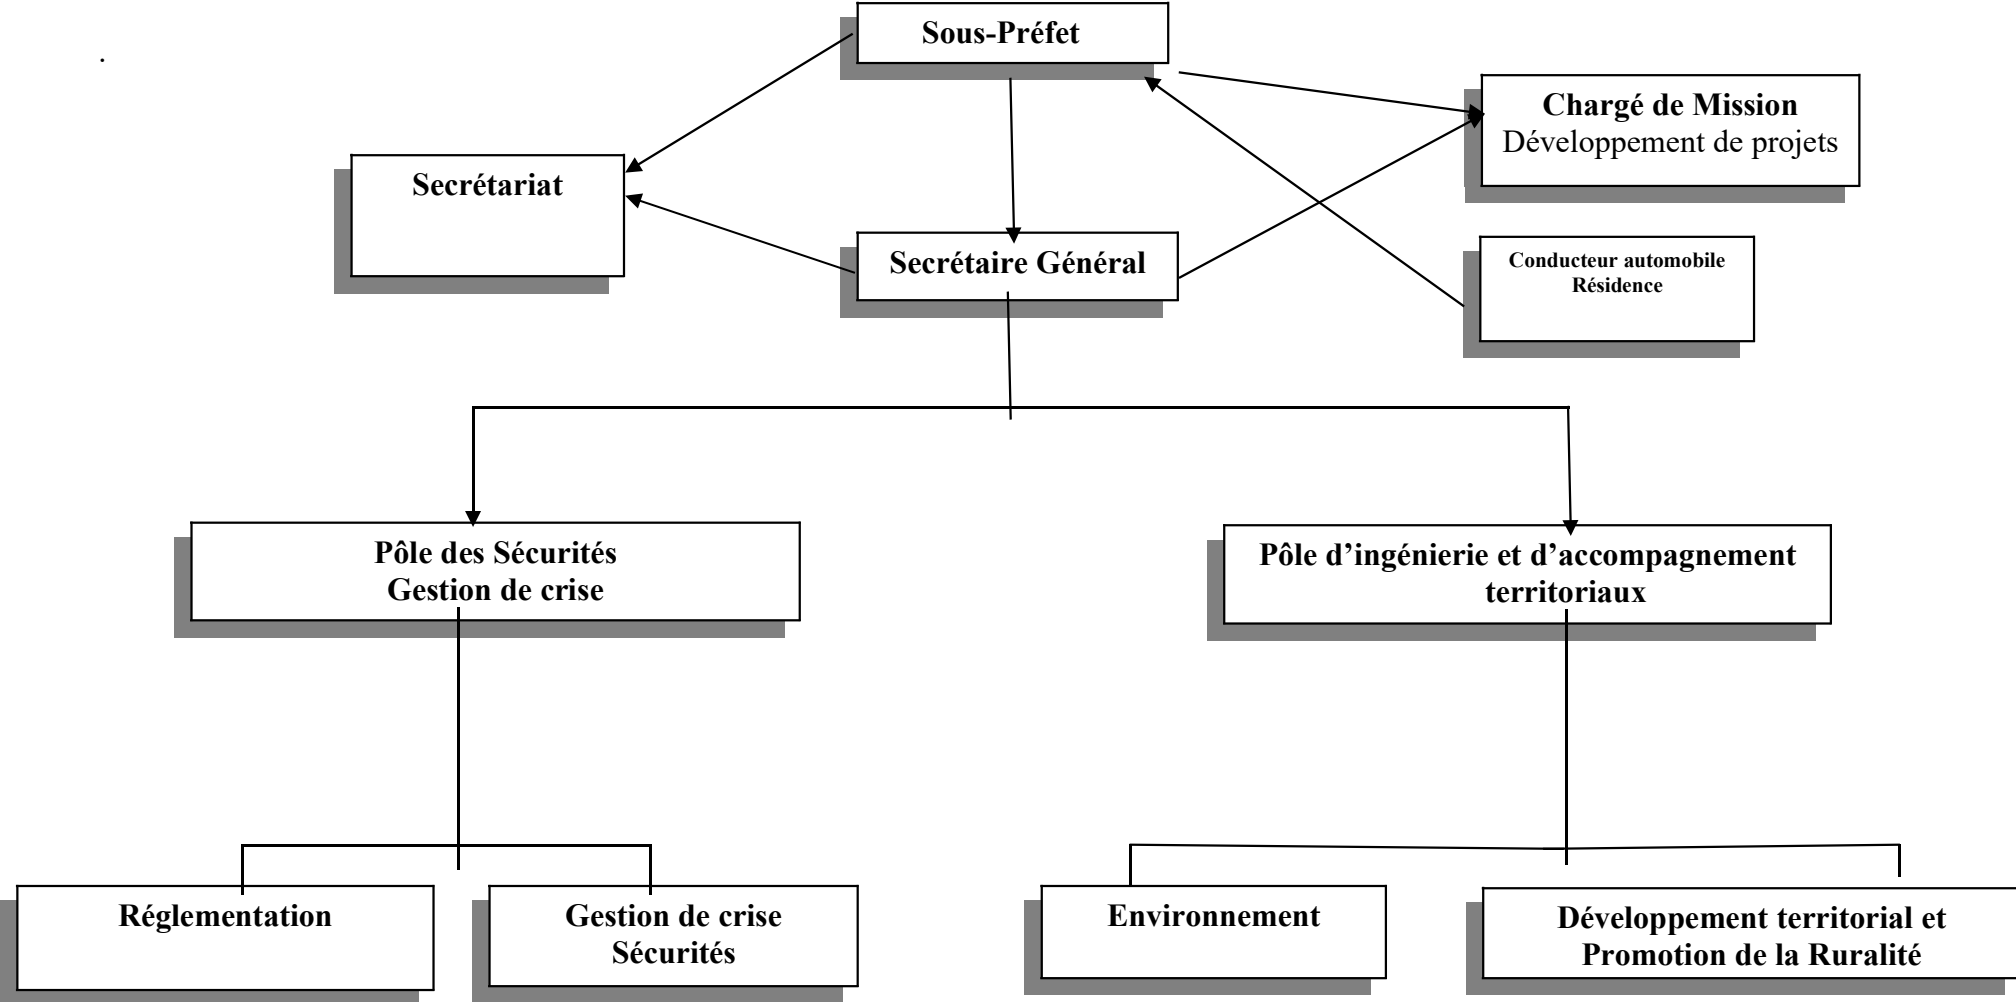 .
Sous-Préfet
Chargé de Mission
Développement de projets
Secrétariat
Secrétaire Général
Conducteur automobile
Résidence
Pôle des Sécurités
Gestion de crise
Pôle d’ingénierie et d’accompagnement
territoriaux
Réglementation
Gestion de crise
Sécurités
Environnement
Développement territorial et
Promotion de la Ruralité